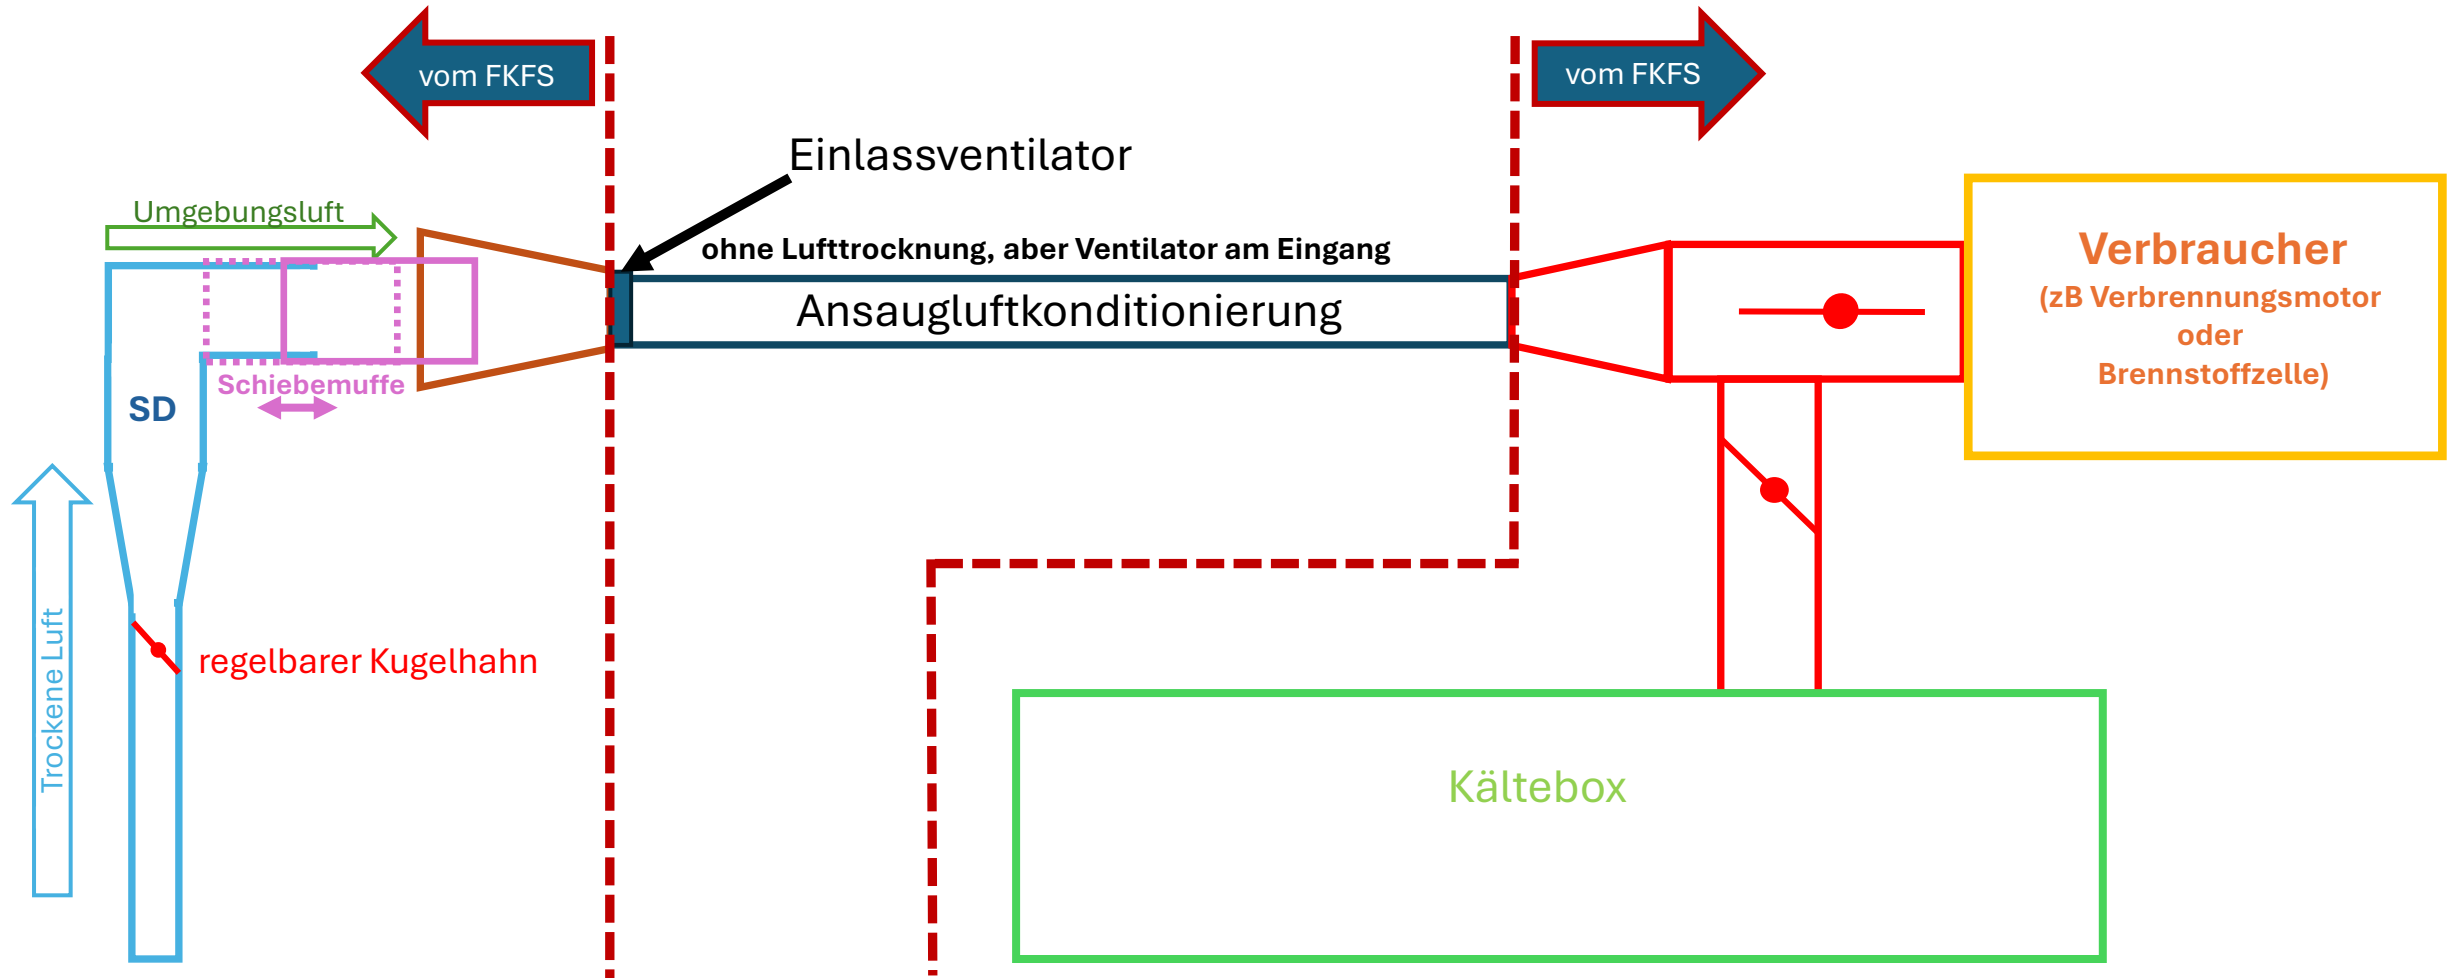 vom FKFS
vom FKFS
Einlassventilator
Umgebungsluft
ohne Lufttrocknung, aber Ventilator am Eingang
Ansaugluftkonditionierung
Verbraucher
(zB Verbrennungsmotor
oder
Brennstoffzelle)
Schiebemuffe
SD
Trockene Luft
regelbarer Kugelhahn
Kältebox